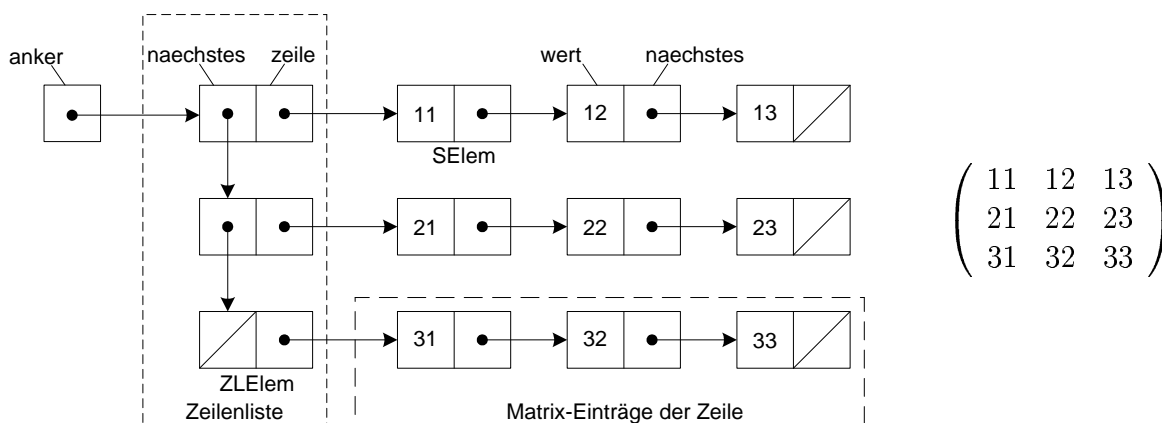 anker
naechstes zeile
wert naechstes
11 12 13
SElem
21 22 23
31 32 33
ZLElem
Zeilenliste
Matrix-Einträge der Zeile
11 12 13
21 22 23
31 32 33